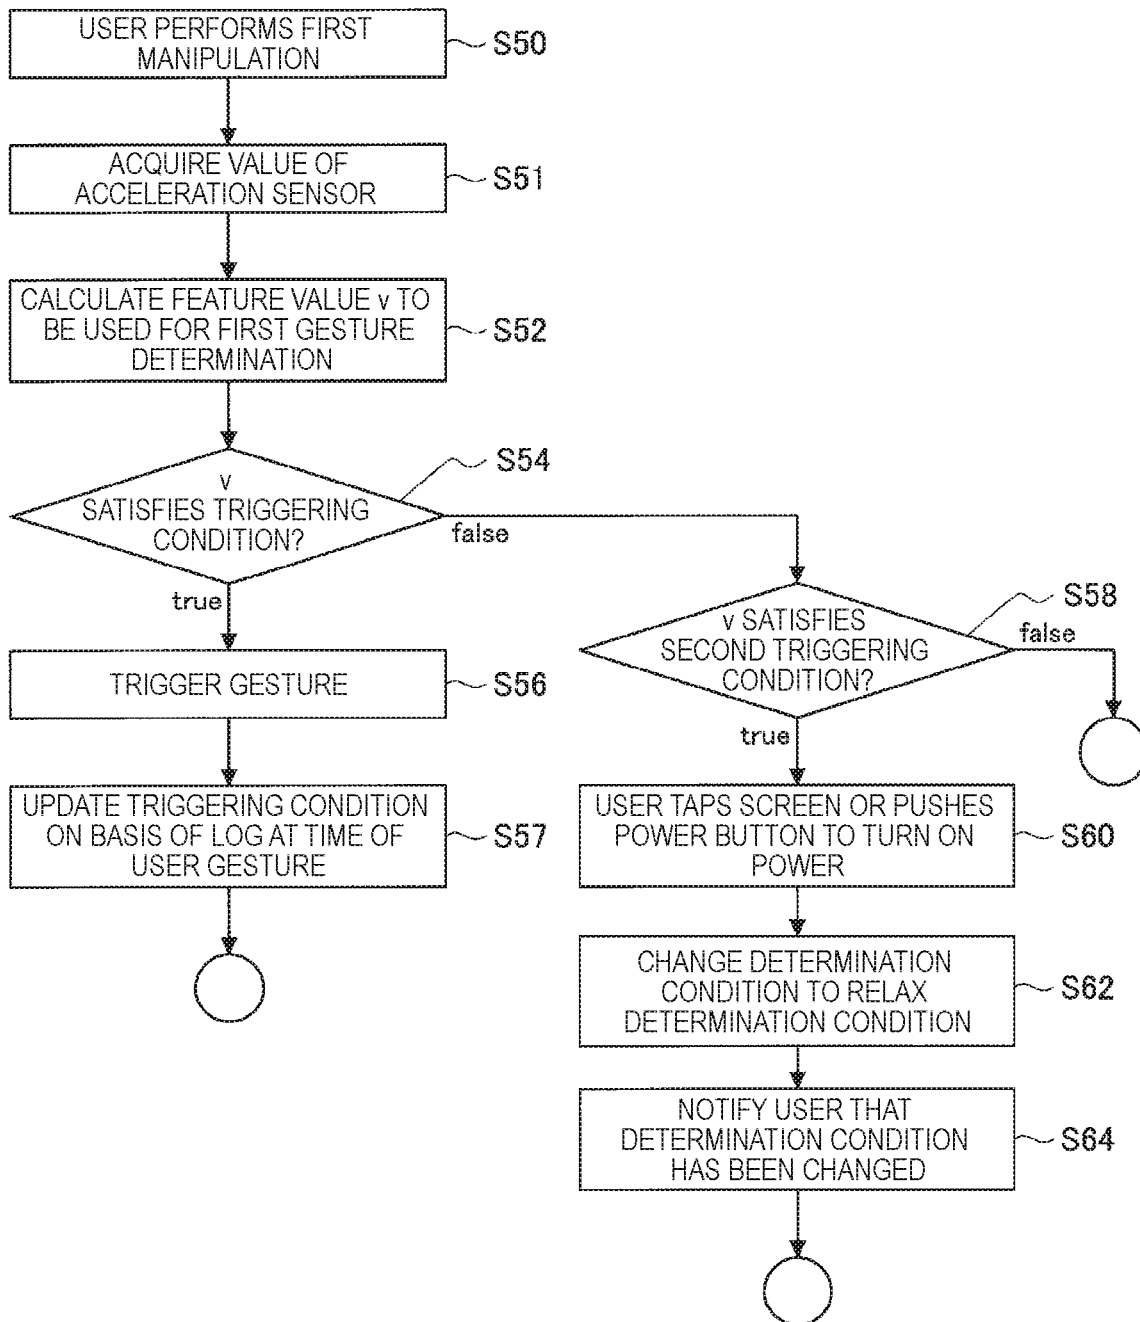 USER PERFORMS FIRST
MANIPULATION
S50
ACQUIRE VALUE OF
ACCELERATION SENSOR
S51
CALCULATE FEATURE VALUE v TO
BE USED FOR FIRST GESTURE
DETERMINATION
S52
v
SATISFIES TRIGGERING
CONDITION?
S54
false
true
TRIGGER GESTURE
S56
UPDATE TRIGGERING CONDITION
ON BASIS OF LOG AT TIME OF
USER GESTURE
S57
v SATISFIES
SECOND TRIGGERING
CONDITION?
S58
false
true
USER TAPS SCREEN OR PUSHES
POWER BUTTON TO TURN ON
POWER
S60
CHANGE DETERMINATION
CONDITION TO RELAX
DETERMINATION CONDITION
S62
NOTIFY USER THAT
DETERMINATION CONDITION
HAS BEEN CHANGED
S64